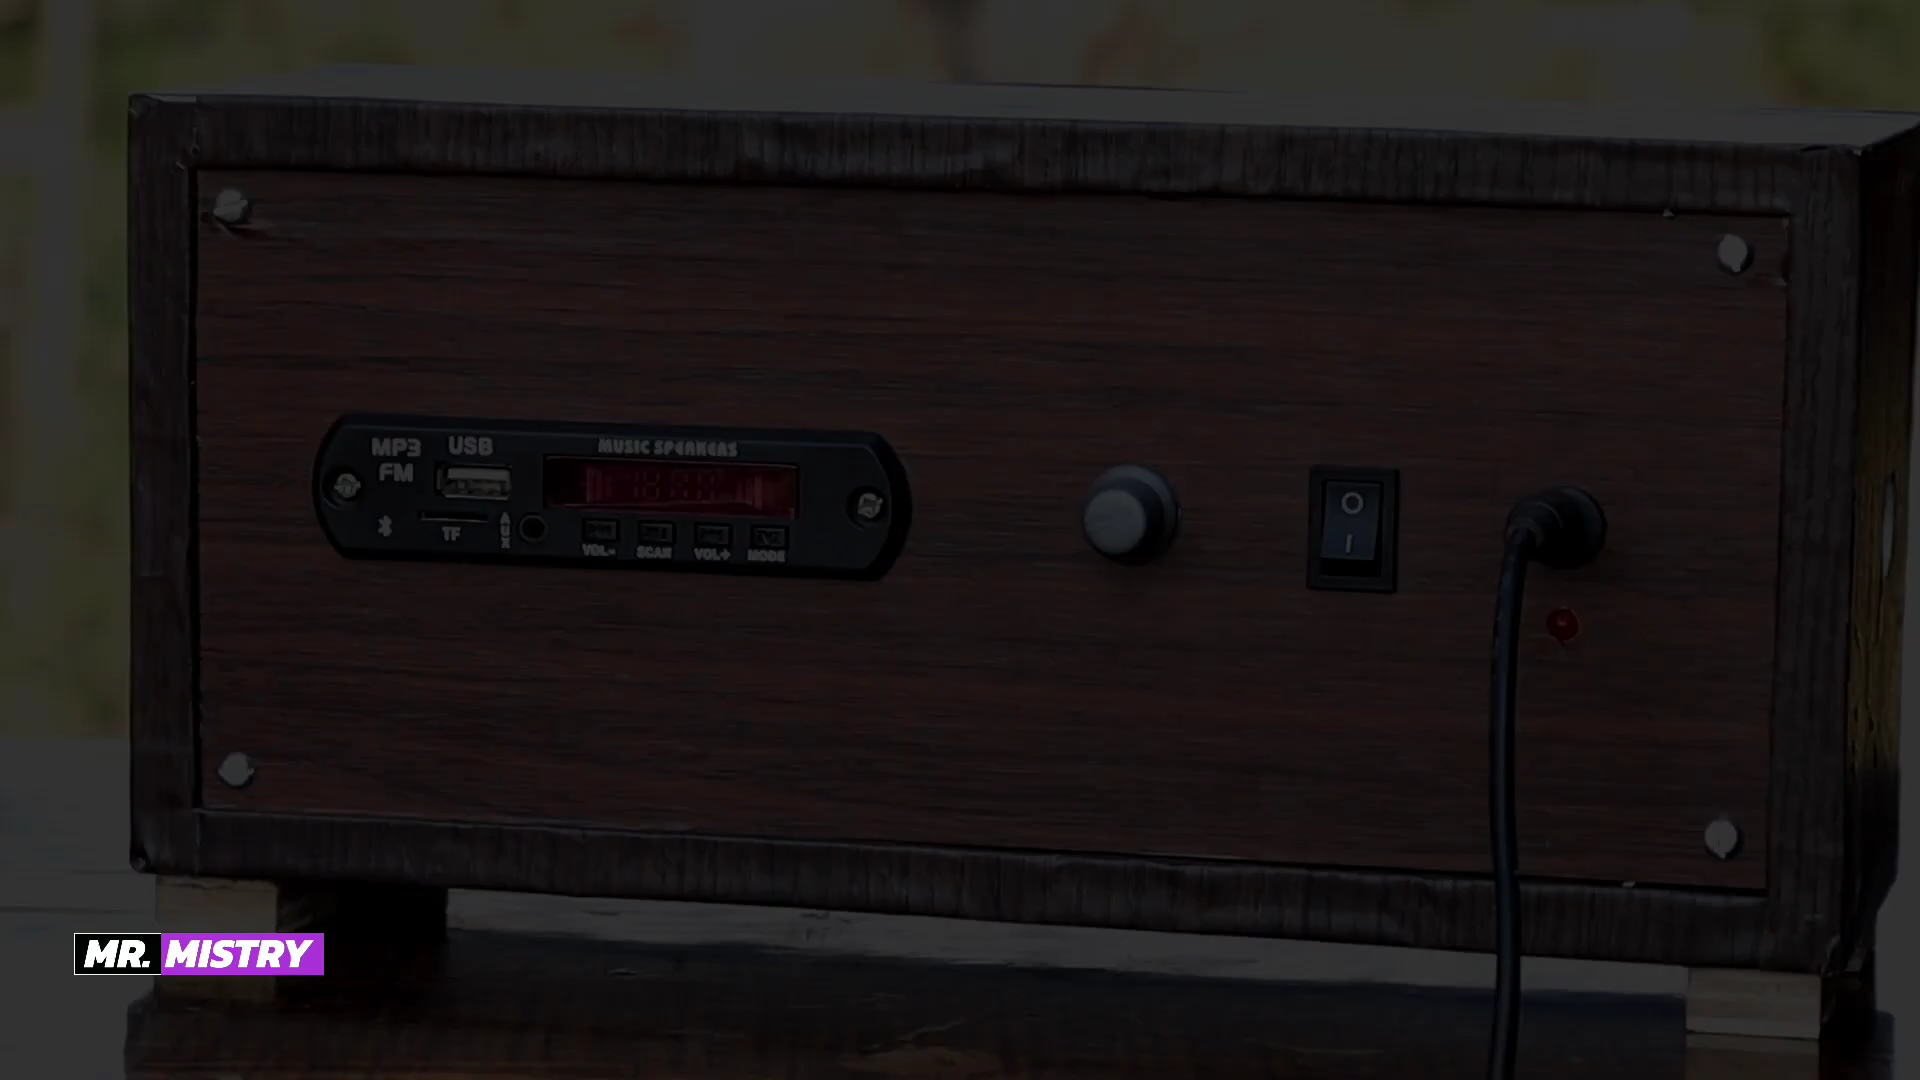 MP3 USB MUSIC SPEAKERS
FM
TF AUX VOL- SCAN VOL+ MODE
O
I
MR. MISTRY